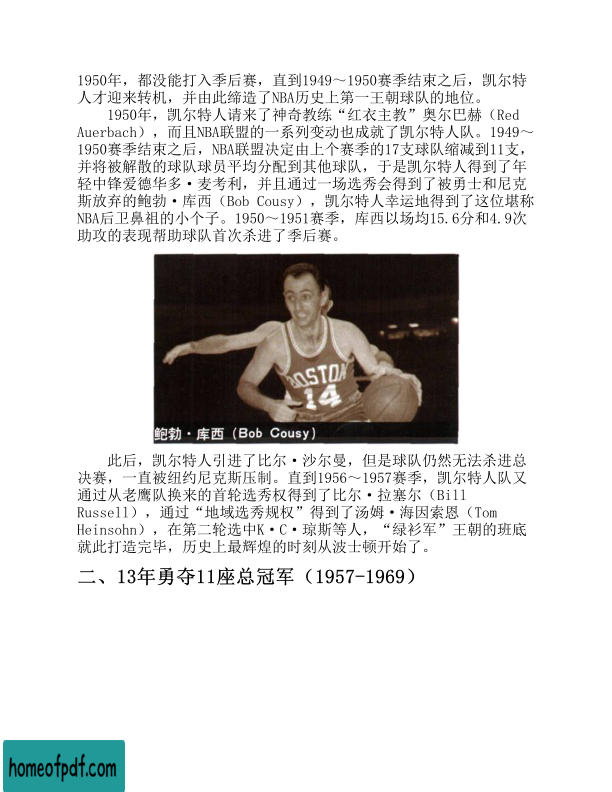 1950年，都没能打入季后赛，直到1949～1950赛季结束之后，凯尔特
人才迎来转机，并由此缔造了NBA历史上第一王朝球队的地位。
1950年，凯尔特人请来了神奇教练“红衣主教”奥尔巴赫（Red
Auerbach），而且NBA联盟的一系列变动也成就了凯尔特人队。1949～
1950赛季结束之后，NBA联盟决定由上个赛季的17支球队缩减到11支，
并将被解散的球队球员平均分配到其他球队，于是凯尔特人得到了年
轻中锋爱德华多·麦考利，并且通过一场选秀会得到了被勇士和尼克
斯放弃的鲍勃·库西（Bob Cousy），凯尔特人幸运地得到了这位堪称
NBA后卫鼻祖的小个子。1950～1951赛季，库西以场均15.6分和4.9次
助攻的表现帮助球队首次杀进了季后赛。
BOSTON
14
鲍勃·库西（Bob Cousy）
此后，凯尔特人引进了比尔·沙尔曼，但是球队仍然无法杀进总
决赛，一直被纽约尼克斯压制。直到1956～1957赛季，凯尔特人队又
通过从老鹰队换来的首轮选秀权得到了比尔·拉塞尔（Bill
Russell），通过“地域选秀规权”得到了汤姆·海因索恩（Tom
Heinsohn），在第二轮选中K·C·琼斯等人，“绿衫军”王朝的班底
就此打造完毕，历史上最辉煌的时刻从波士顿开始了。
二、13年勇夺11座总冠军（1957-1969）
homeofpdf.com